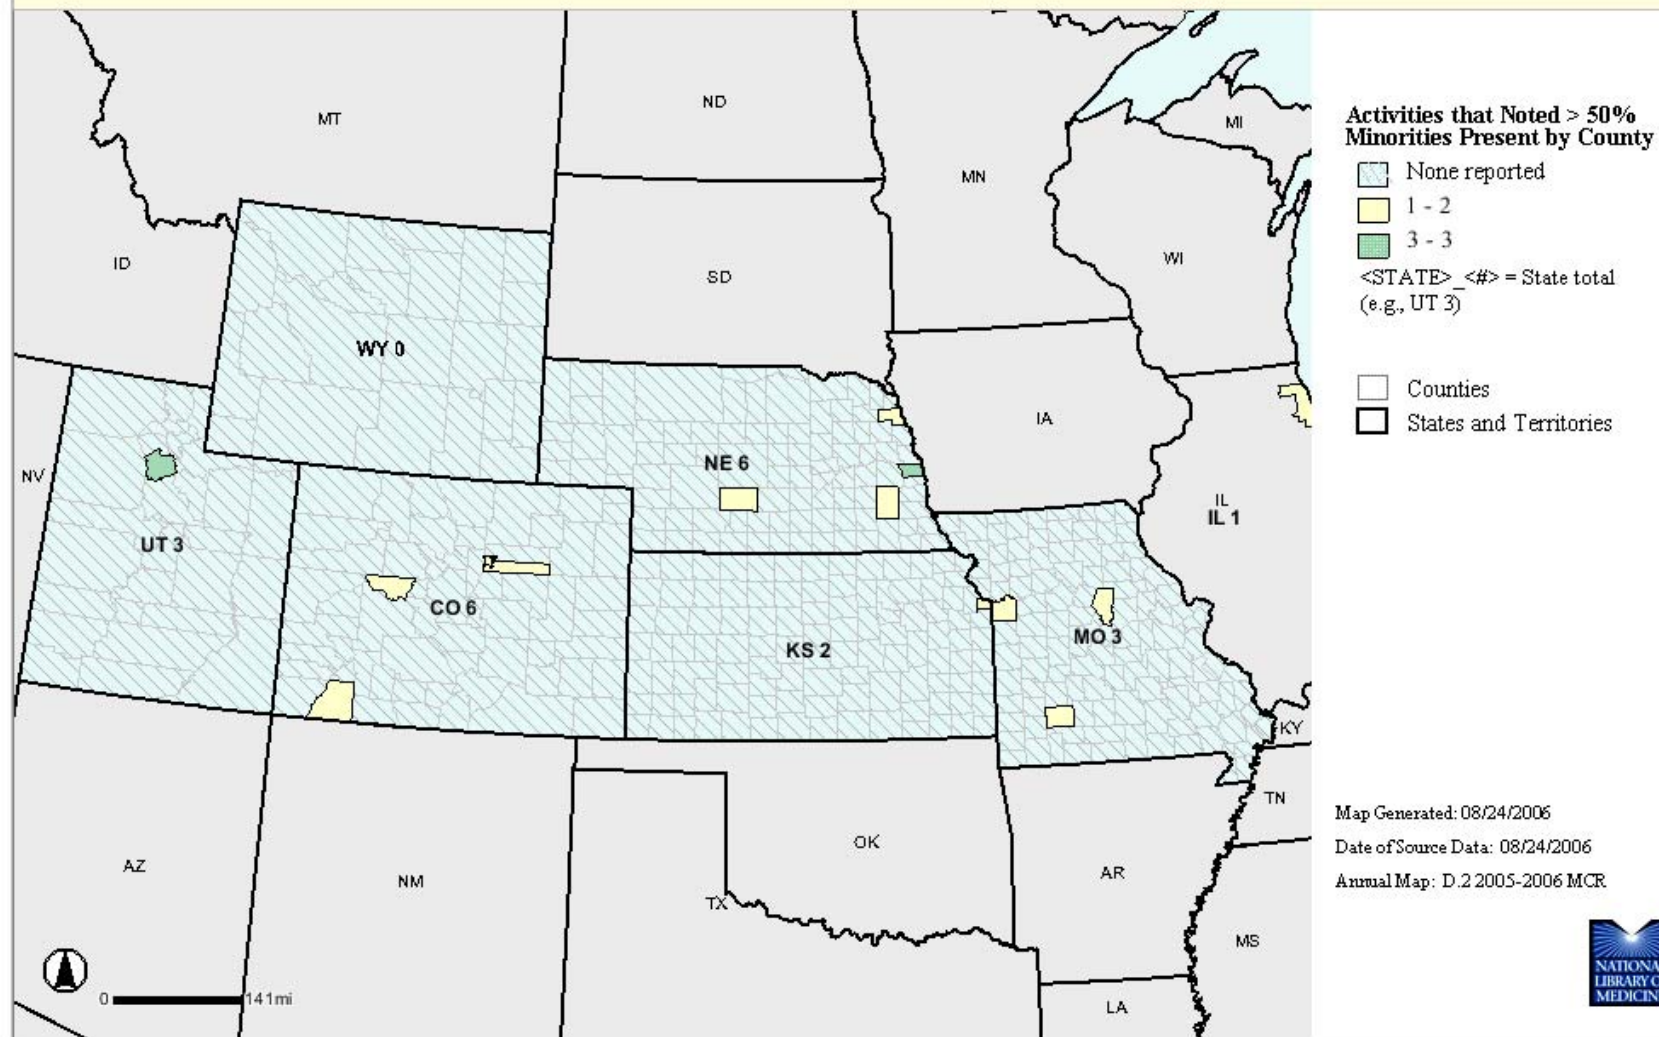 MT
ND
MN
MI
WI
ID
SD
WY 0
NV
UT 3
NE 6
IA
IL
IL 1
CO 6
KS 2
MO 3
KY
TN
AZ
NM
TX
OK
AR
MS
LA
0 141mi
Activities that Noted > 50%
Minorities Present by County
None reported
1 - 2
3 - 3
<STATE>_<#> = State total
(e.g., UT 3)
Counties
States and Territories
Map Generated: 08/24/2006
Date of Source Data: 08/24/2006
Annual Map: D.2 2005-2006 MCR
NATIONA
LIBRARY O
MEDICIN